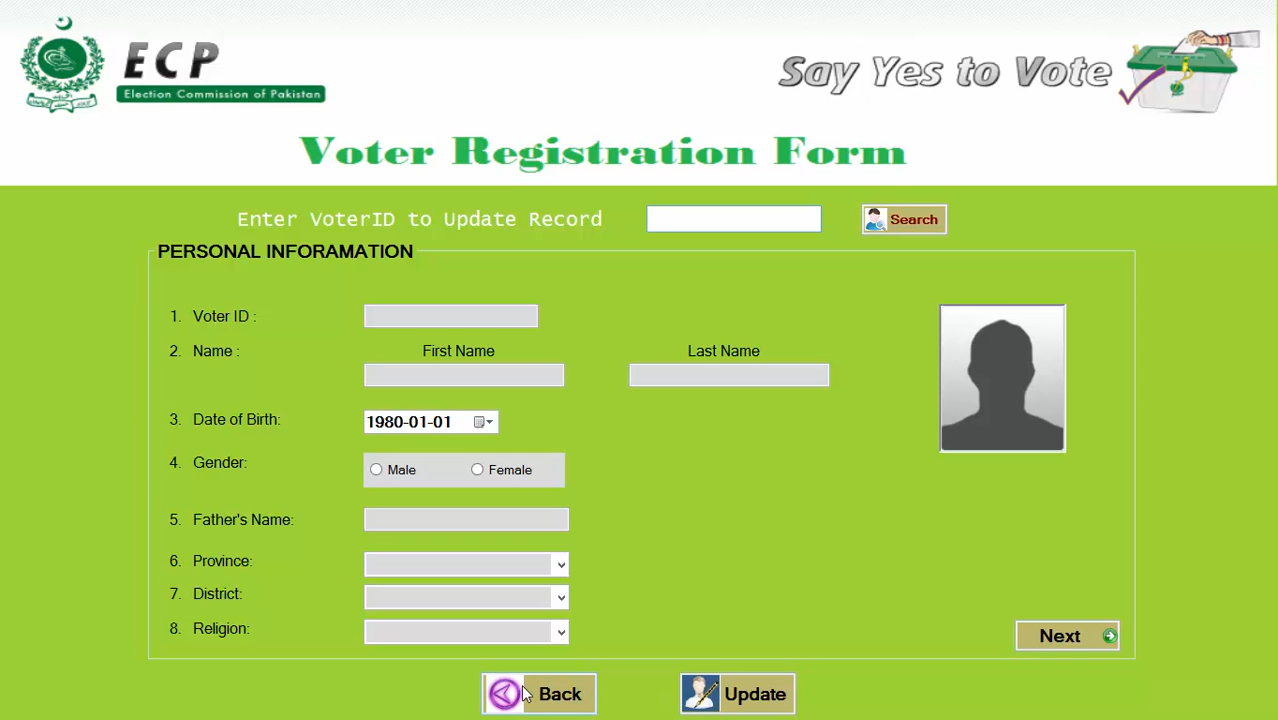 ECP
Election Commission of Pakistan
Say Yes to Vote
Voter Registration Form
Enter VoterID to Update Record
Search
PERSONAL INFORAMATION
1. Voter ID :
2. Name : First Name Last Name
3. Date of Birth: 1980-01-01
4. Gender: Male Female
5. Father's Name:
6. Province:
7. District:
8. Religion:
Next
Back Update